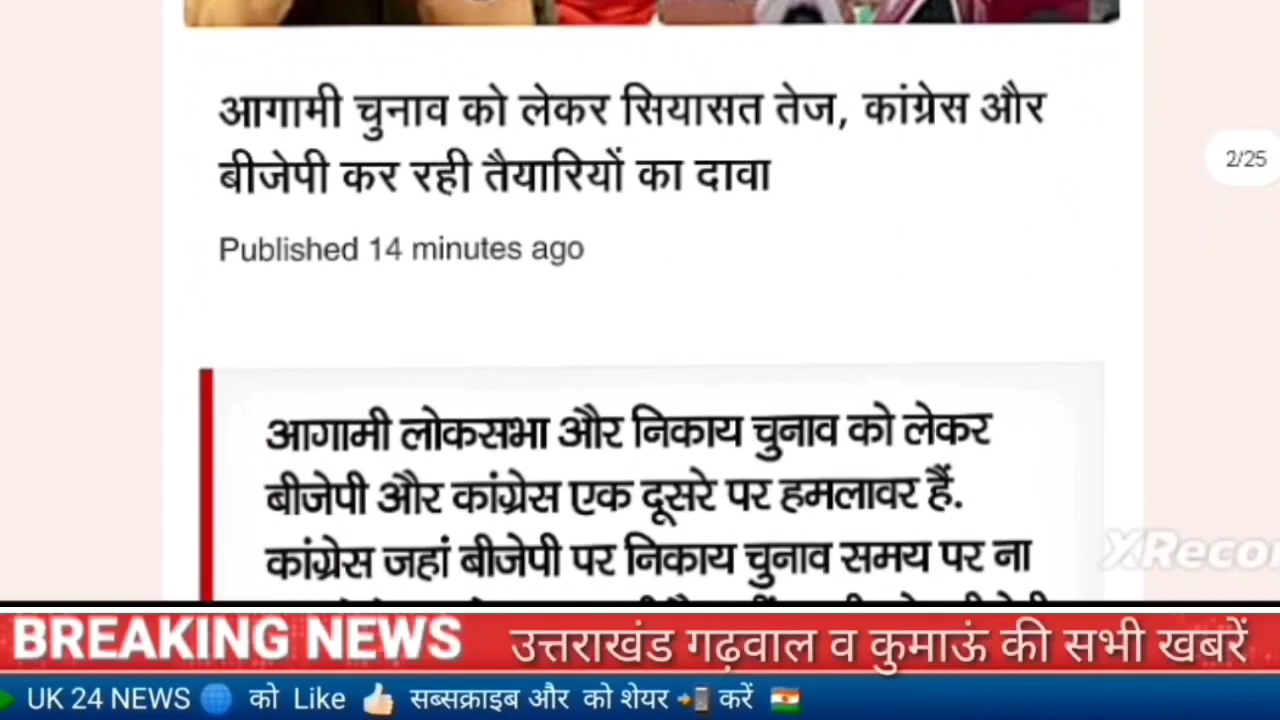 आगामी चुनाव को लेकर सियासत तेज, कांग्रेस और
बीजेपी कर रही तैयारियों का दावा
2/25
Published 14 minutes ago
आगामी लोकसभा और निकाय चुनाव को लेकर
बीजेपी और कांग्रेस एक दूसरे पर हमलावर हैं.
कांग्रेस जहां बीजेपी पर निकाय चुनाव समय पर ना
XRecor
BREAKING NEWS उत्तराखंड गढ़वाल व कुमाऊं की सभी खबरें
UK 24 NEWS 🌐 को Like 👍🏻 सब्सक्राइब और को शेयर 📲 करें 🇮🇳